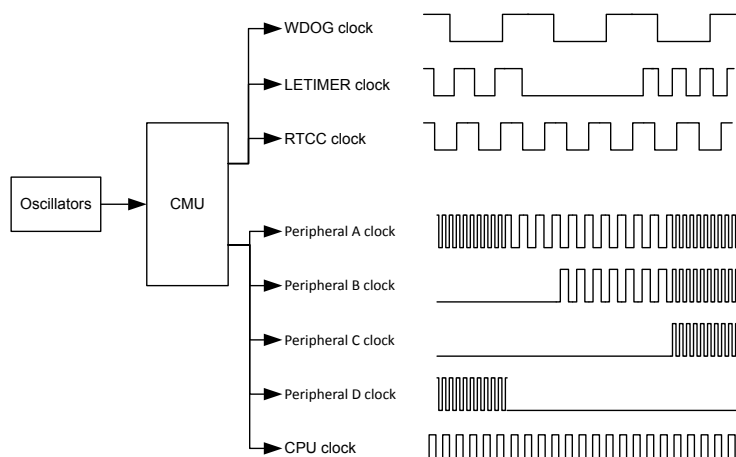 WDOG clock
LETIMER clock
RTCC clock
Oscillators
CMU
Peripheral A clock
Peripheral B clock
Peripheral C clock
Peripheral D clock
CPU clock